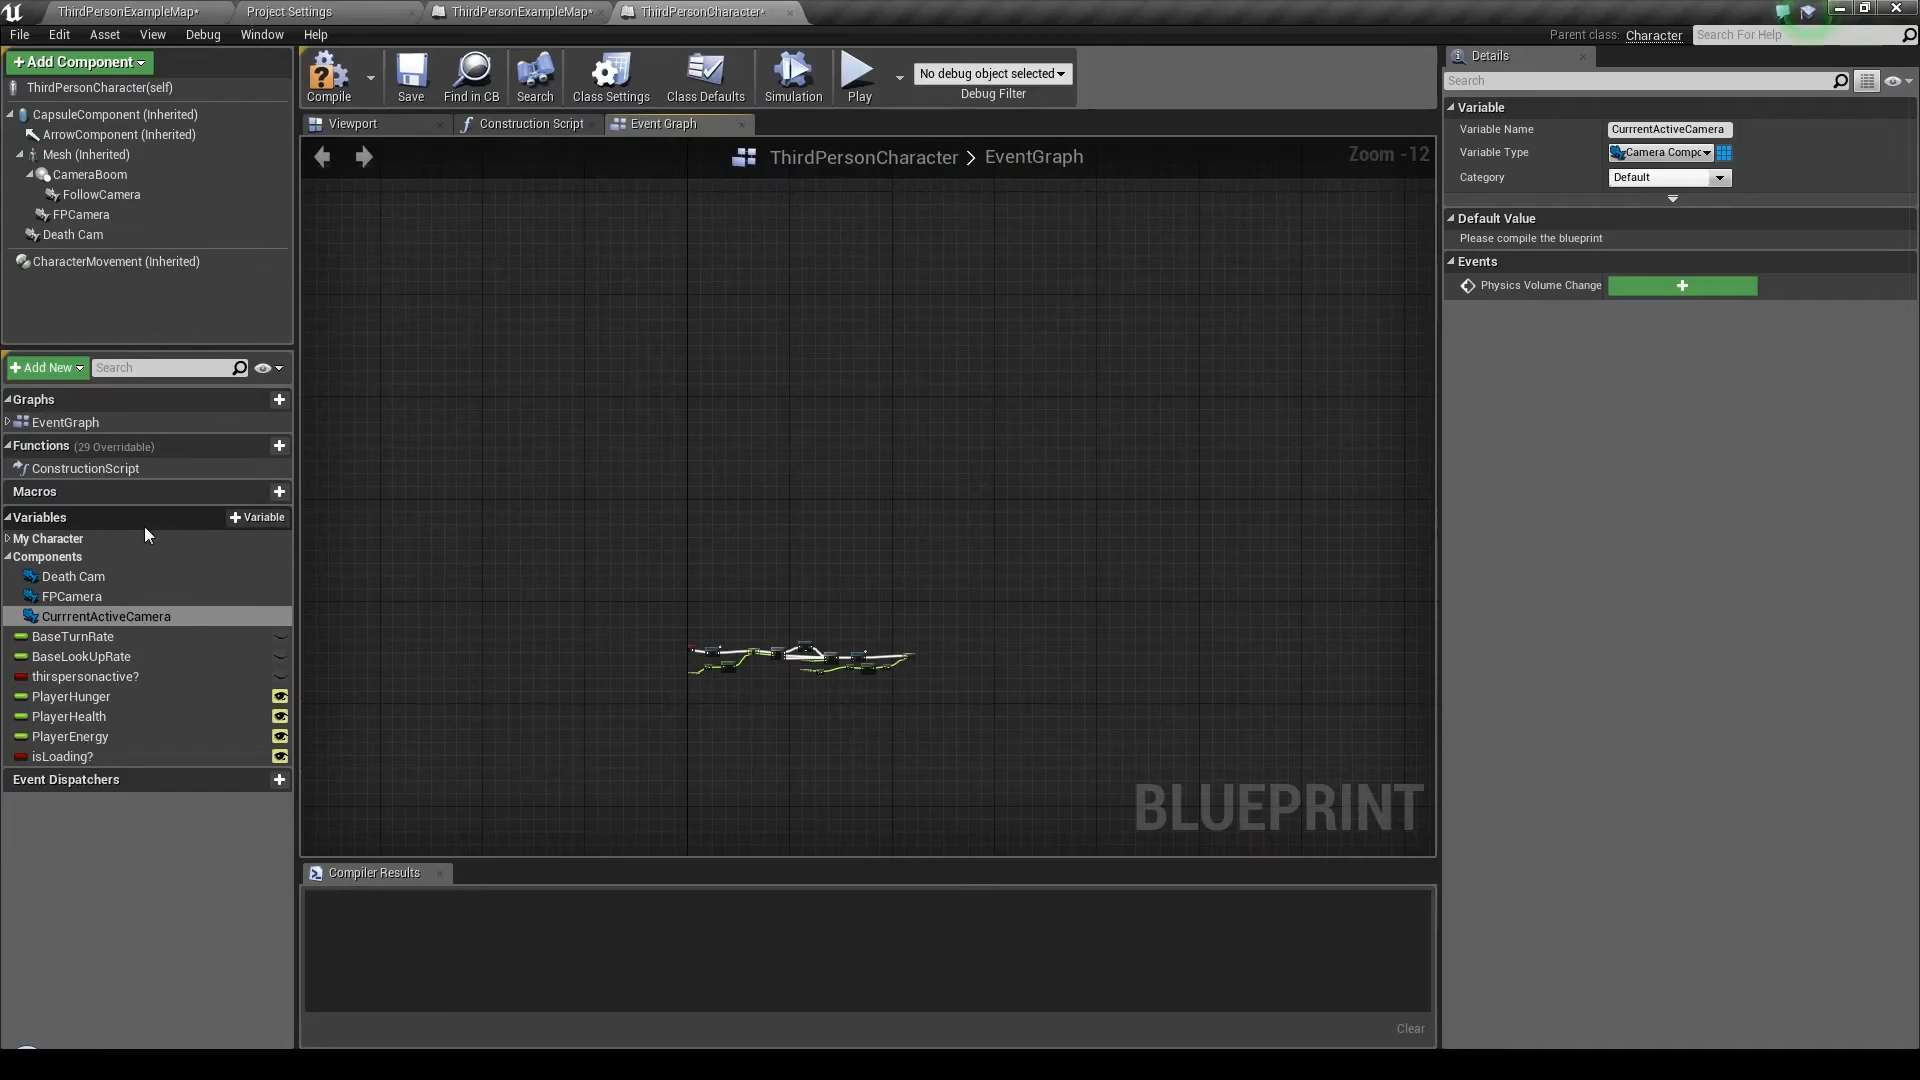 ThirdPersonExampleMap*
Project Settings
ThirdPersonExampleMap*
ThirdPersonCharacter*
File Edit Asset View Debug Window Help
Parent class: Character
Search For Help
+Add Component
ThirdPersonCharacter(self)
CapsuleComponent (Inherited)
ArrowComponent (Inherited)
Mesh (Inherited)
CameraBoom
FollowCamera
FPCamera
Death Cam
CharacterMovement (Inherited)
Compile
Save
Find in CB
Search
Class Settings
Class Defaults
Simulation
Play
No debug object selected
Debug Filter
Viewport
Construction Script
Event Graph
ThirdPersonCharacter > EventGraph
Zoom -12
BLUEPRINT
+Add New
Search
Graphs
EventGraph
Functions (29 Overridable)
ConstructionScript
Macros
Variables
+Variable
My Character
Components
Death Cam
FPCamera
CurrrentActiveCamera
BaseTurnRate
BaseLookUpRate
thirspersonactive?
PlayerHunger
PlayerHealth
PlayerEnergy
isLoading?
Event Dispatchers
Compiler Results
Clear
Details
Search
Variable
Variable Name
CurrrentActiveCamera
Variable Type
Camera Compo
Category
Default
Default Value
Please compile the blueprint
Events
Physics Volume Change